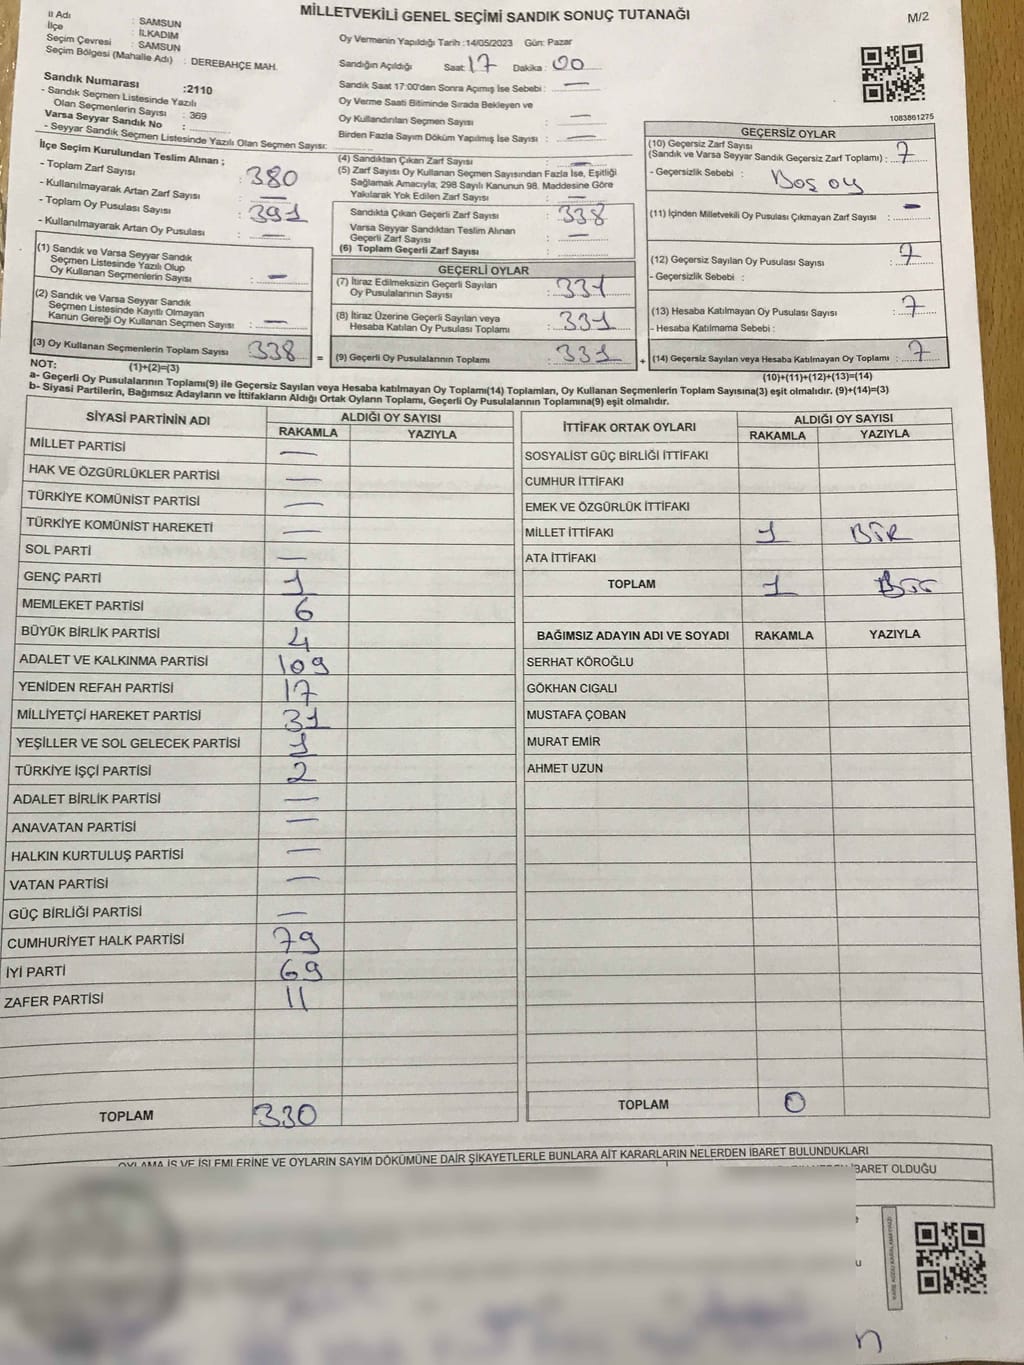 MİLLETVEKİLİ GENEL SEÇİMİ SANDIK SONUÇ TUTANAĞI
M/2
İl Adı : SAMSUN
İlçe : İLKADIM
Seçim Çevresi : SAMSUN
Seçim Bölgesi (Mahalle Adı) : DEREBAHÇE MAH.
Sandık Numarası :2110
- Sandık Seçmen Listesinde Yazılı
Olan Seçmenlerin Sayısı : 369
Varsa Seyyar Sandık No :
- Seyyar Sandık Seçmen Listesinde Yazılı Olan Seçmen Sayısı:
Oy Vermenin Yapıldığı Tarih :14/05/2023 Gün: Pazar
Sandığın Açıldığı Saat: 17 Dakika : 00
Sandık Saat 17:00'den Sonra Açımış İse Sebebi : —
Oy Verme Saati Bitiminde Sırada Bekleyen ve
Oy Kullandırılan Seçmen Sayısı : —
Birden Fazla Sayım Döküm Yapılmış İse Sayısı : —
1083861275
İlçe Seçim Kurulundan Teslim Alınan ;
- Toplam Zarf Sayısı : 380
- Kullanılmayarak Artan Zarf Sayısı : —
- Toplam Oy Pusulası Sayısı : 391
- Kullanılmayarak Artan Oy Pusulası : —
(1) Sandık ve Varsa Seyyar Sandık
Seçmen Listesinde Yazılı Olup
Oy Kullanan Seçmenlerin Sayısı : —
(2) Sandık ve Varsa Seyyar Sandık
Seçmen Listesinde Kayıtlı Olmayan
Kanun Gereği Oy Kullanan Seçmen Sayısı : —
(3) Oy Kullanan Seçmenlerin Toplam Sayısı : 338 =
(1)+(2)=(3)
(4) Sandıktan Çıkan Zarf Sayısı : —
(5) Zarf Sayısı Oy Kullanan Seçmen Sayısından Fazla İse, Eşitliği
Sağlamak Amacıyla; 298 Sayılı Kanunun 98. Maddesine Göre
Yakılarak Yok Edilen Zarf Sayısı : —
Sandıkta Çıkan Geçerli Zarf Sayısı : 338
Varsa Seyyar Sandıktan Teslim Alınan
Geçerli Zarf Sayısı : —
(6) Toplam Geçerli Zarf Sayısı :
GEÇERLİ OYLAR
(7) İtiraz Edilmeksizin Geçerli Sayılan
Oy Pusulalarının Sayısı : 331
(8) İtiraz Üzerine Geçerli Sayılan veya
Hesaba Katılan Oy Pusulası Toplamı : 331
(9) Geçerli Oy Pusulalarının Toplamı : 331 +
GEÇERSİZ OYLAR
(10) Geçersiz Zarf Sayısı
(Sandık ve Varsa Seyyar Sandık Geçersiz Zarf Toplamı) : 7
- Geçersizlik Sebebi : Boş oy
(11) İçinden Milletvekili Oy Pusulası Çıkmayan Zarf Sayısı : —
(12) Geçersiz Sayılan Oy Pusulası Sayısı : 7
- Geçersizlik Sebebi :
(13) Hesaba Katılmayan Oy Pusulası Sayısı : 7
- Hesaba Katılmama Sebebi :
(14) Geçersiz Sayılan veya Hesaba Katılmayan Oy Toplamı : 7
(10)+(11)+(12)+(13)=(14)
NOT:
a- Geçerli Oy Pusulalarının Toplamı(9) ile Geçersiz Sayılan veya Hesaba katılmayan Oy Toplamı(14) Toplamları, Oy Kullanan Seçmenlerin Toplam Sayısına(3) eşit olmalıdır. (9)+(14)=(3)
b- Siyasi Partilerin, Bağımsız Adayların ve İttifakların Aldığı Ortak Oyların Toplamı, Geçerli Oy Pusulalarının Toplamına(9) eşit olmalıdır.
SİYASİ PARTİNİN ADI ALDIĞI OY SAYISI
RAKAMLA YAZIYLA
MİLLET PARTİSİ —
HAK VE ÖZGÜRLÜKLER PARTİSİ —
TÜRKİYE KOMÜNİST PARTİSİ —
TÜRKİYE KOMÜNİST HAREKETİ —
SOL PARTİ —
GENÇ PARTİ 1
MEMLEKET PARTİSİ 6
BÜYÜK BİRLİK PARTİSİ 4
ADALET VE KALKINMA PARTİSİ 109
YENİDEN REFAH PARTİSİ 17
MİLLİYETÇİ HAREKET PARTİSİ 31
YEŞİLLER VE SOL GELECEK PARTİSİ 1
TÜRKİYE İŞÇİ PARTİSİ 2
ADALET BİRLİK PARTİSİ —
ANAVATAN PARTİSİ —
HALKIN KURTULUŞ PARTİSİ —
VATAN PARTİSİ —
GÜÇ BİRLİĞİ PARTİSİ —
CUMHURİYET HALK PARTİSİ 79
İYİ PARTİ 69
ZAFER PARTİSİ 11
TOPLAM 330
İTTİFAK ORTAK OYLARI ALDIĞI OY SAYISI
RAKAMLA YAZIYLA
SOSYALİST GÜÇ BİRLİĞİ İTTİFAKI
CUMHUR İTTİFAKI
EMEK VE ÖZGÜRLÜK İTTİFAKI
MİLLET İTTİFAKI 1 BİR
ATA İTTİFAKI
TOPLAM 1 Bir
BAĞIMSIZ ADAYIN ADI VE SOYADI RAKAMLA YAZIYLA
SERHAT KÖROĞLU
GÖKHAN CIGALI
MUSTAFA ÇOBAN
MURAT EMİR
AHMET UZUN
TOPLAM 0
OYLAMA İŞ VE İŞLEMLERİNE VE OYLARIN SAYIM DÖKÜMÜNE DAİR ŞİKAYETLERLE BUNLARA AİT KARARLARIN NELERDEN İBARET BULUNDUKLARI
İBARET OLDUĞU